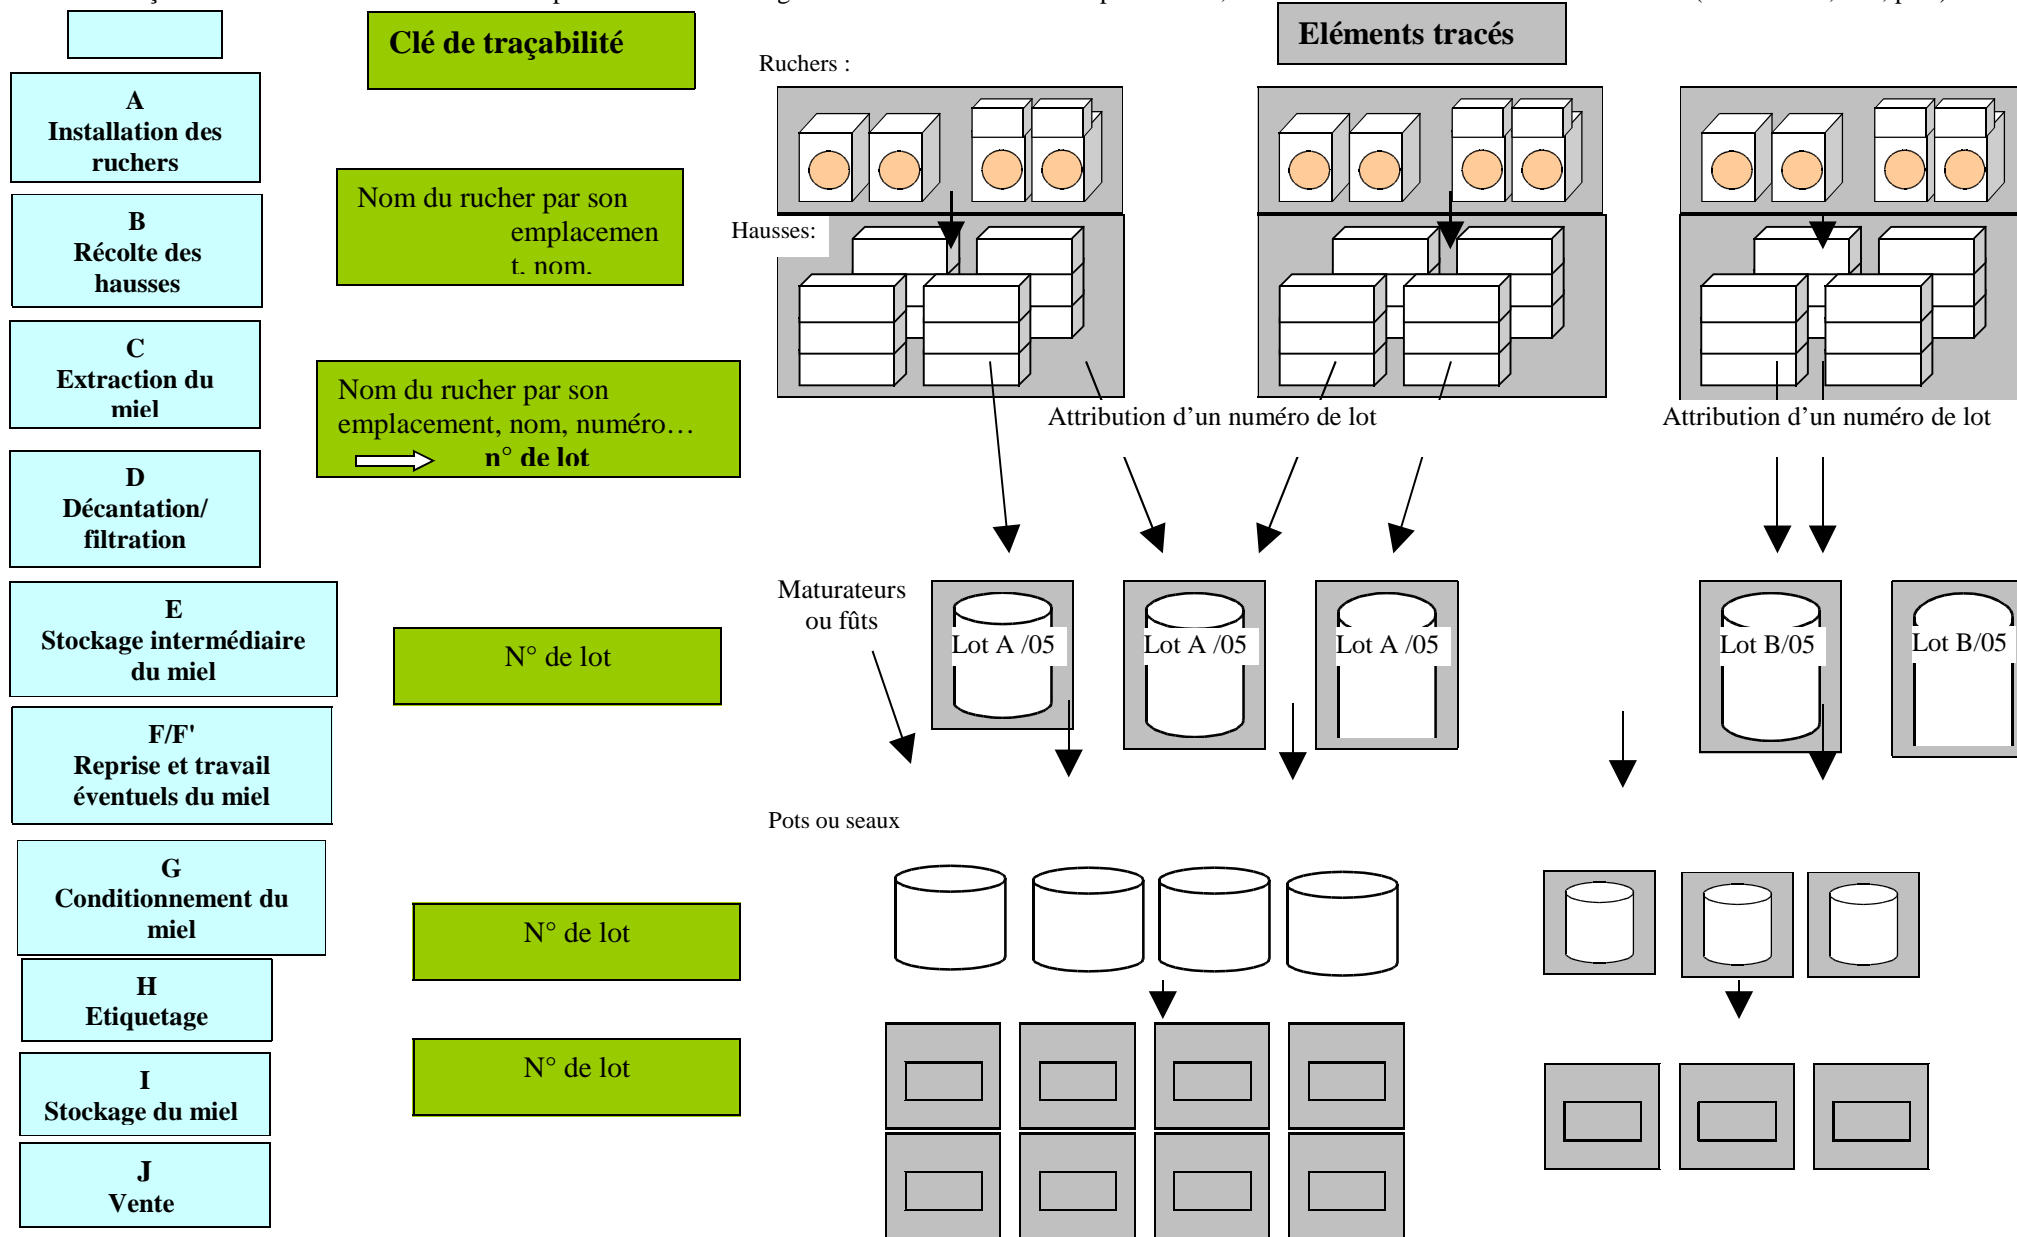 Clé de traçabilité
Eléments tracés
Ruchers :
A
Installation des
ruchers
Nom du rucher par son
emplacemen
t, nom,
B
Récolte des
hausses
Hausses:
C
Extraction du
miel
Nom du rucher par son
emplacement, nom, numéro…
n° de lot
Attribution d’un numéro de lot
Attribution d’un numéro de lot
D
Décantation/
filtration
E
Stockage intermédiaire
du miel
N° de lot
Maturateurs
ou fûts
Lot A /05
Lot A /05
Lot A /05
Lot B/05
Lot B/05
F/F'
Reprise et travail
éventuels du miel
Pots ou seaux
G
Conditionnement du
miel
N° de lot
H
Etiquetage
I
Stockage du miel
N° de lot
J
Vente